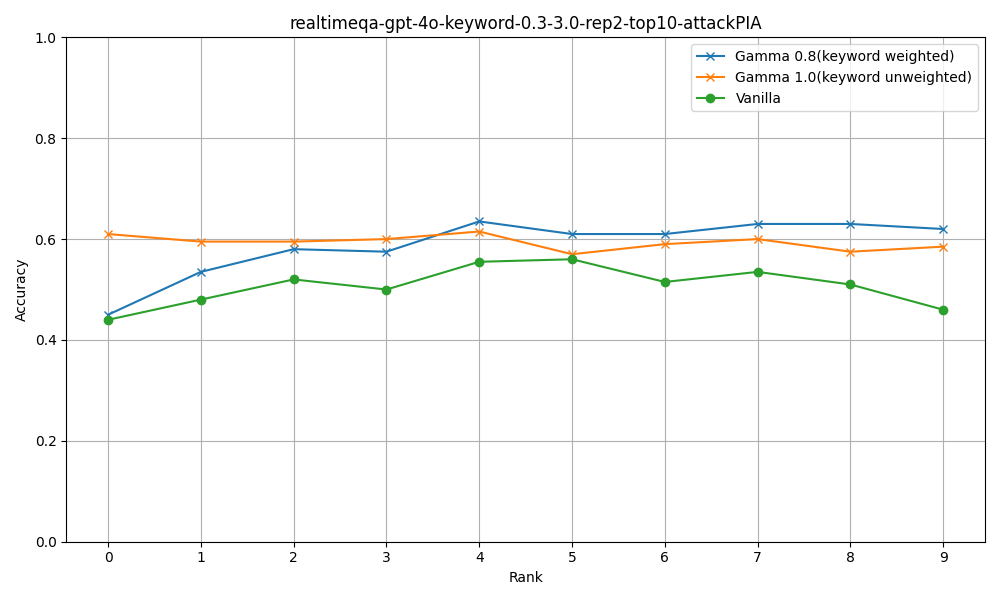 realtimeqa-gpt-4o-keyword-0.3-3.0-rep2-top10-attackPIA
Gamma 0.8(keyword weighted)
Gamma 1.0(keyword unweighted)
Vanilla
Accuracy
1.0
0.8
0.6
0.4
0.2
0.0
0 1 2 3 4 5 6 7 8 9
Rank